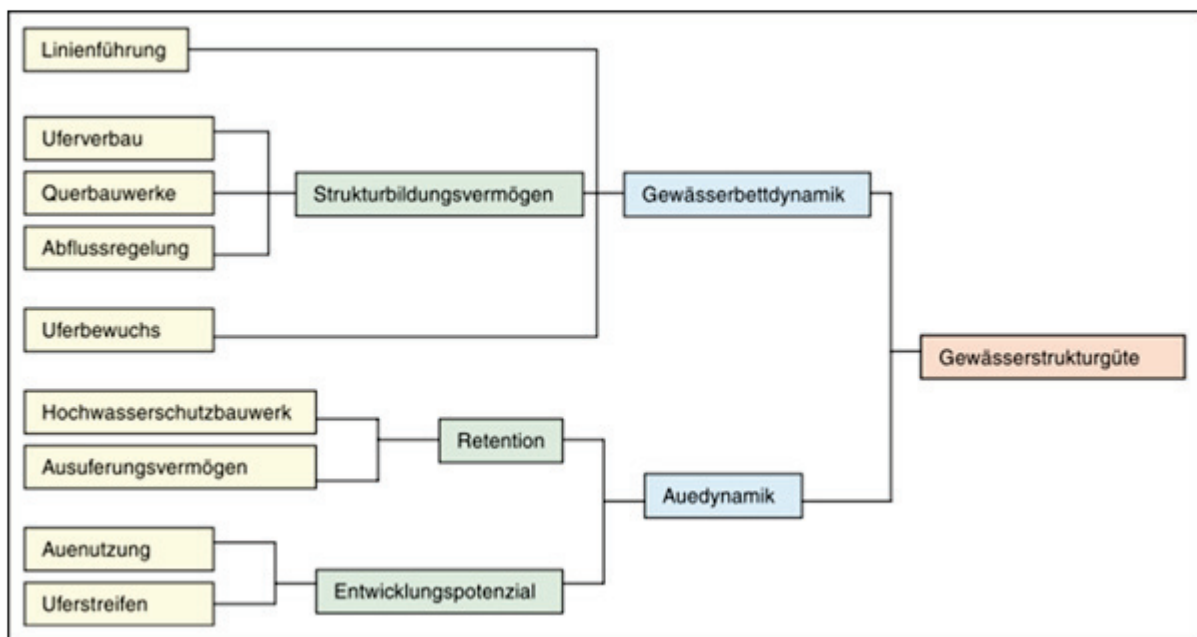 Linienführung
Uferverbau
Querbauwerke
Strukturbildungsvermögen
Gewässerbettdynamik
Abflussregelung
Uferbewuchs
Gewässerstrukturgüte
Hochwasserschutzbauwerk
Retention
Ausuferungsvermögen
Auedynamik
Auenutzung
Entwicklungspotenzial
Uferstreifen